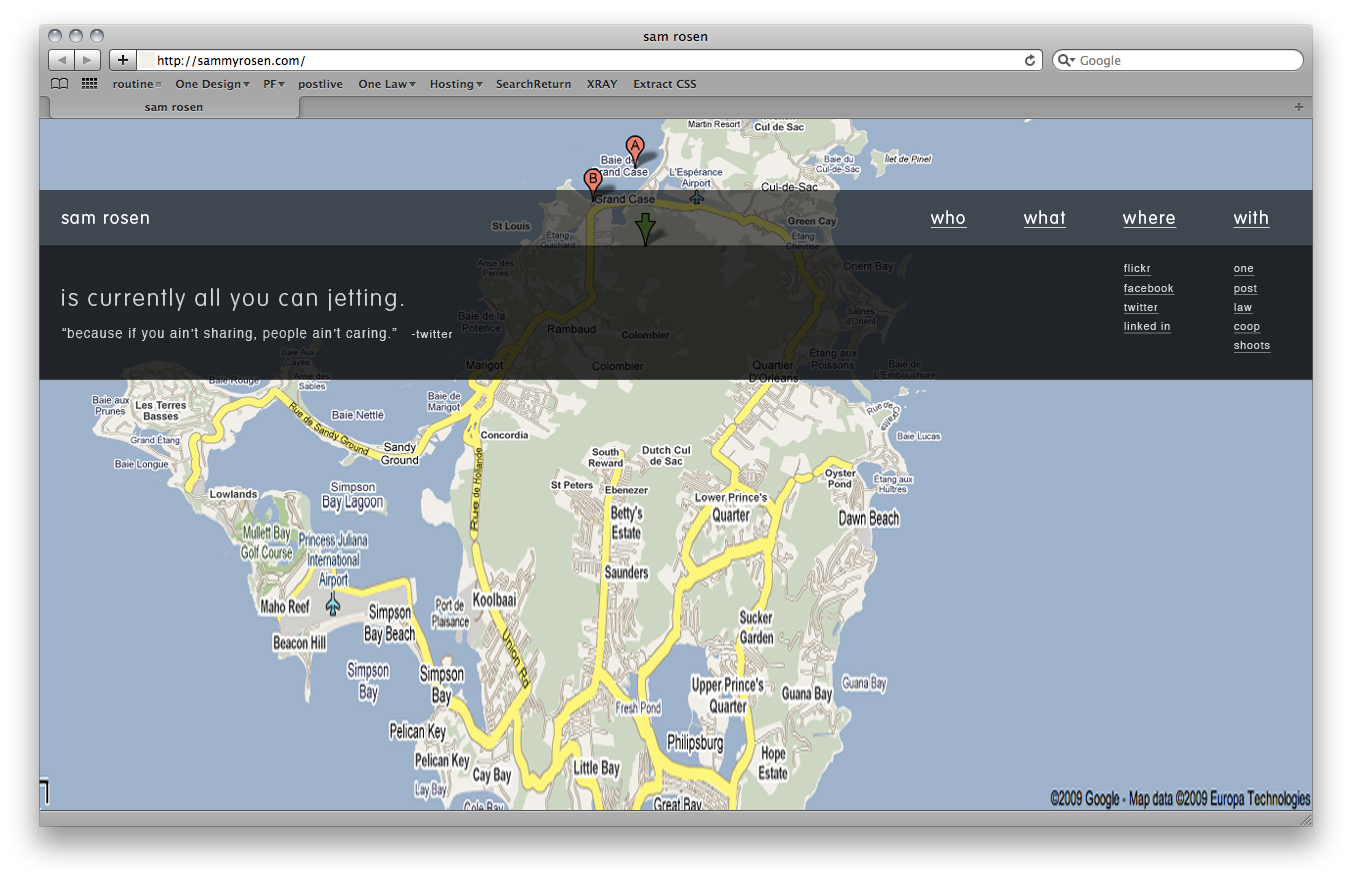 sam rosen
http://sammyrosen.com/
Google
routine One Design PF postlive One Law Hosting SearchReturn XRAY Extract CSS
sam rosen
Martin Resort
Cul de Sac
A
Baie de Grand Case
L'Espérance Airport
Baie du Cul-de-Sac
Îlet de Pinel
B
Grand Case
Cul-de-Sac
sam rosen
who what where with
St Louis
Étang Guichard
Green Cay
Étang Chevrise
Anse des Perres
Orient Bay
is currently all you can jetting.
“because if you ain't sharing, people ain't caring.” -twitter
flickr
facebook
twitter
linked in
one
post
law
coop
shoots
Baie de la Potence
Rambaud
Colombier
Salines d'Orient
Baie Aux Cayes
Marigot
Colombier
Quartier D'Orléans
Étang aux Poissons
Baie de L'Embouchure
Baie Rouge
Anse des Sables
Baie aux Prunes
Les Terres Basses
Baie Nettlé
Baie de Marigot
Rue de Sandy Ground
Grand Étang
Sandy Ground
Concordia
Baie Lucas
Baie Longue
South Reward
Dutch Cul de Sac
Oyster Pond
Étang aux Huîtres
Lowlands
Simpson Bay Lagoon
Rue de Hollande
St Peters
Ebenezer
Lower Prince's Quarter
Betty's Estate
Dawn Beach
Mullett Bay Golf Course
Princess Juliana International Airport
Saunders
Maho Reef
Simpson Bay Beach
Port de Plaisance
Koolbaai
Sucker Garden
Beacon Hill
Union Rd
Simpson Bay
Simpson Bay
Upper Prince's Quarter
Guana Bay
Guana Bay
Fresh Pond
Pelican Key
Philipsburg
Pelican Key
Cay Bay
Little Bay
Hope Estate
Lay Bay
Cole Bay
Great Bay
©2009 Google - Map data ©2009 Europa Technologies